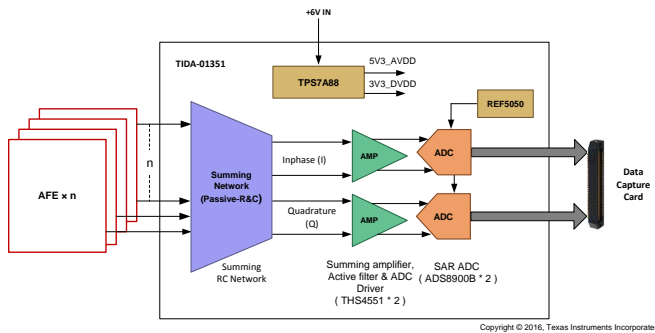 +6V IN
TIDA-01351
5V3_AVDD
TPS7A88
3V3_DVDD
REF5050
n
AFE × n
Summing
Network
(Passive-R&C)
Inphase (I)
AMP
ADC
Quadrature
(Q)
AMP
ADC
Data
Capture
Card
Summing
RC Network
Summing amplifier,
Active filter & ADC
Driver
( THS4551 * 2 )
SAR ADC
( ADS8900B * 2 )
Copyright © 2016, Texas Instruments Incorporate